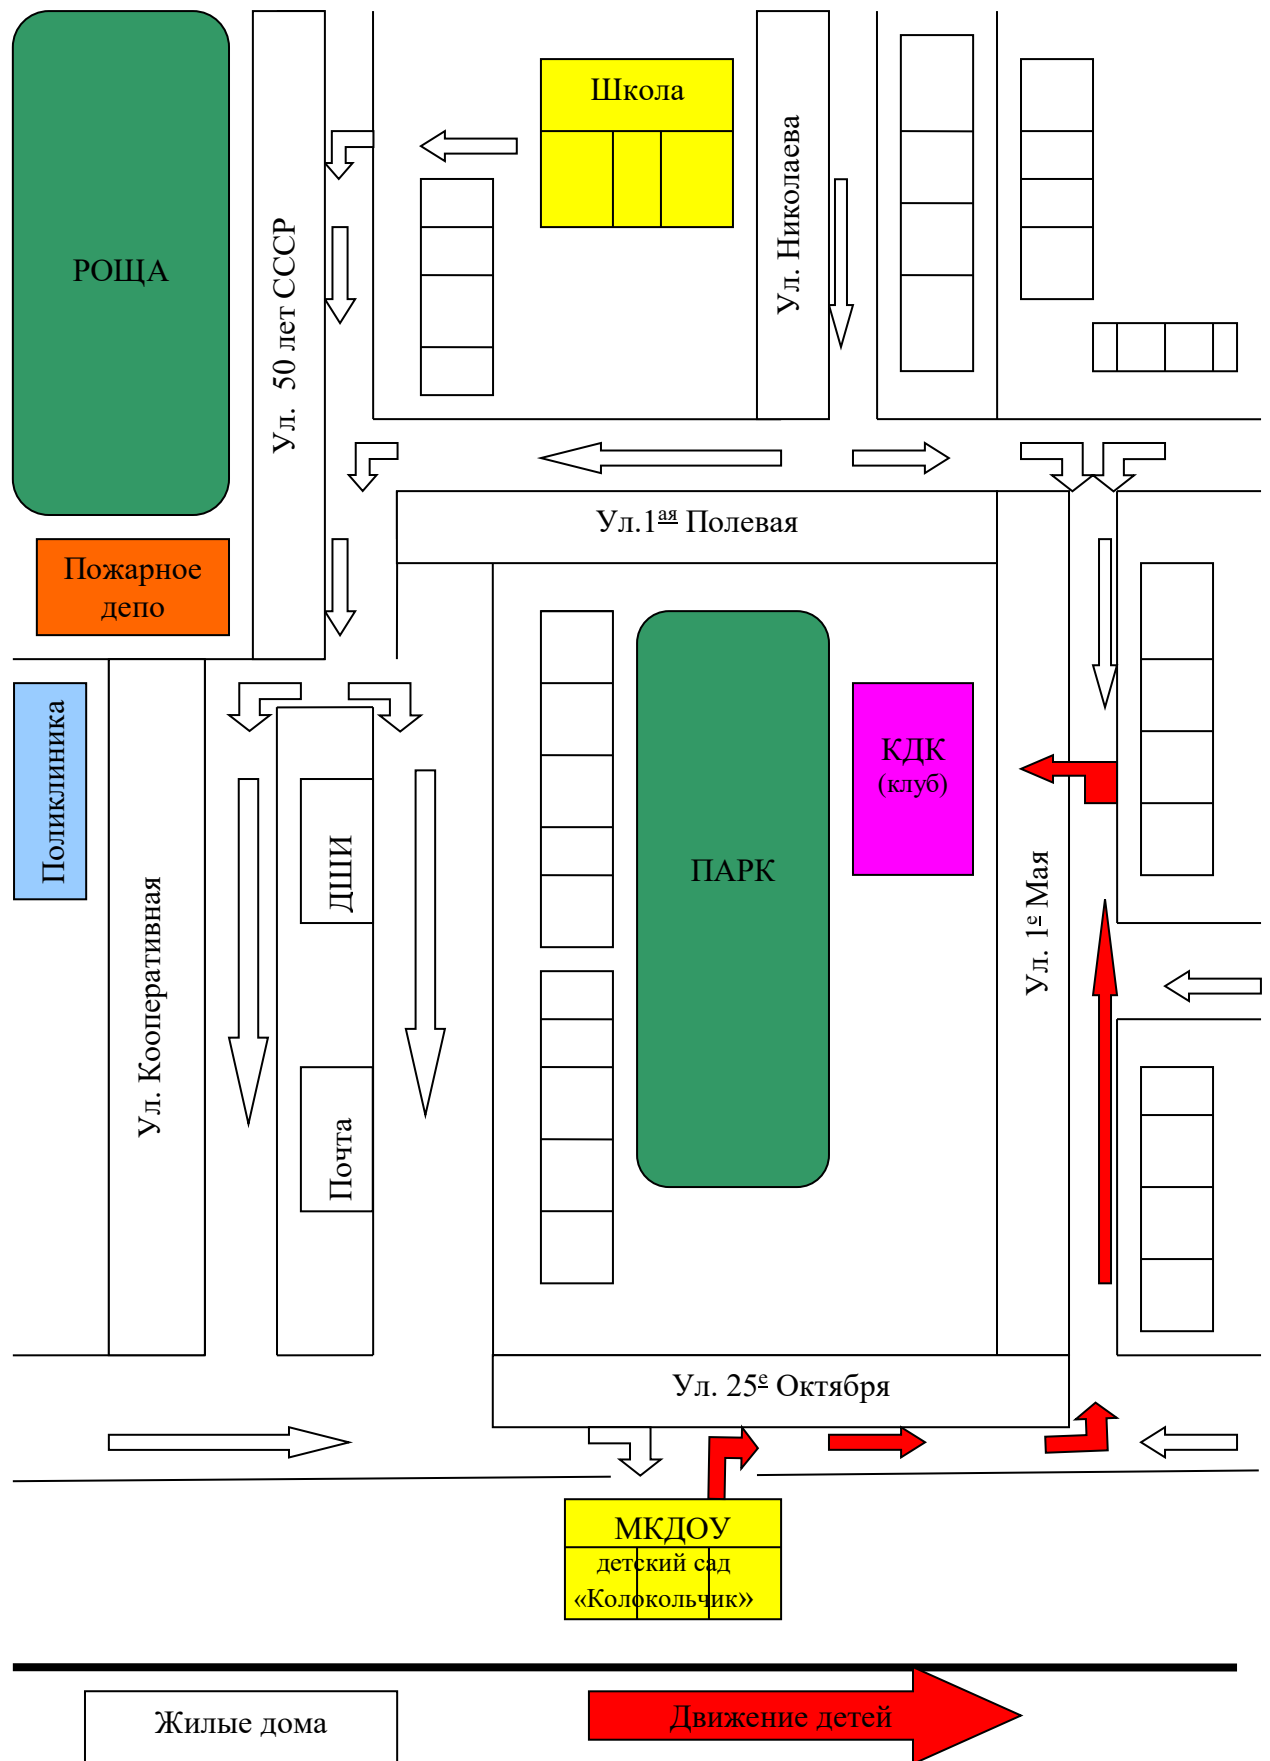 Школа
Ул. Николаева
РОЩА
Ул. 50 лет СССР
Ул.1ая Полевая
Пожарное
депо
Поликлиника
КДК
(клуб)
ДШИ
ПАРК
Ул. Кооперативная
Ул. 1е Мая
Почта
Ул. 25е Октября
МКДОУ
детский сад
«Колокольчик»
Жилые дома
Движение детей